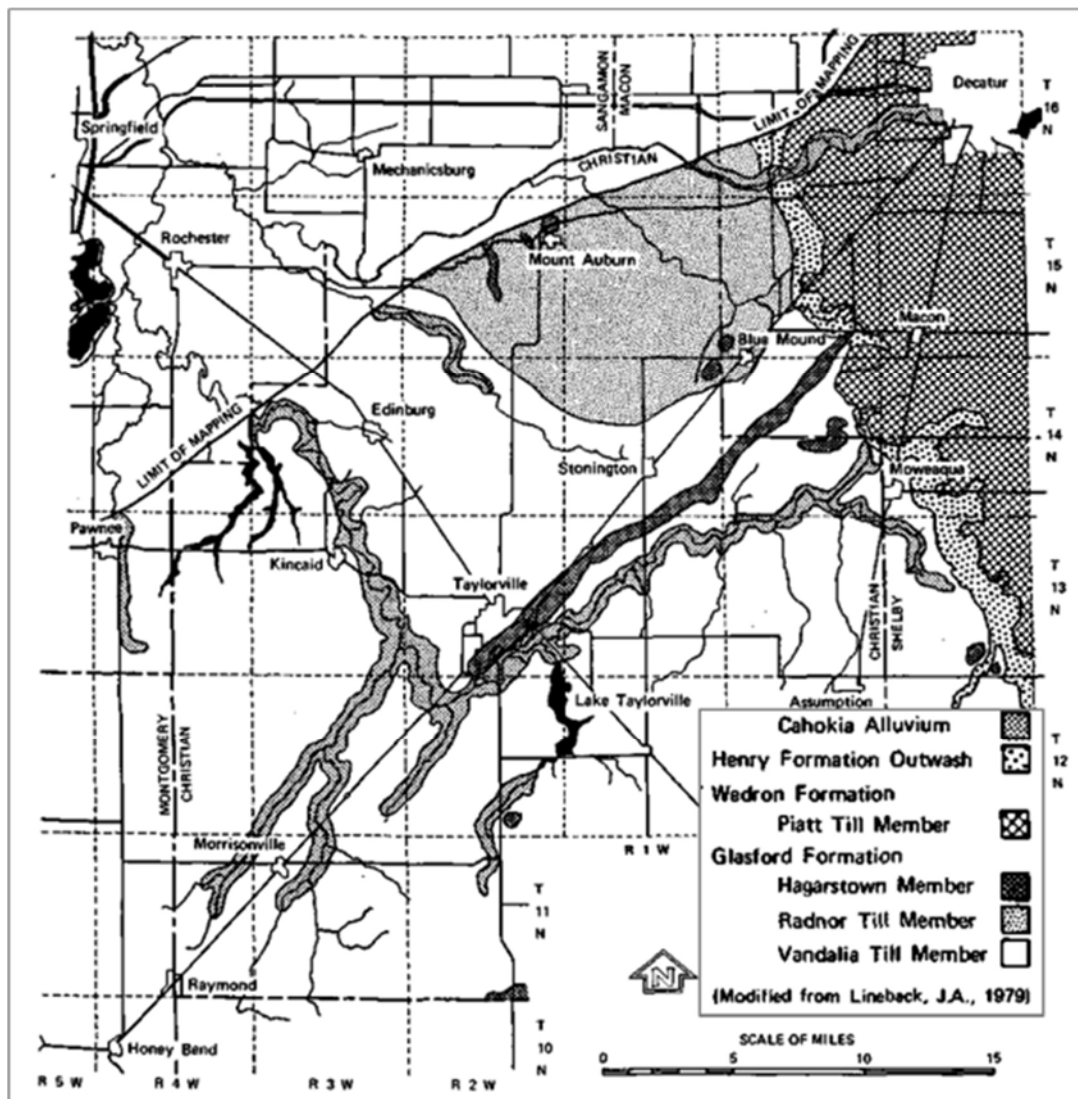 Decatur
T
16
N
SANGAMON
MACON
LIMIT OF MAPPING
Springfield
Mechanicsburg
CHRISTIAN
Rochester
Mount Auburn
T
15
N
Macon
Blue Mound
LIMIT OF MAPPING
Edinburg
T
14
N
Stonington
Moweaqua
Pawnee
Kincaid
Taylorville
T
13
N
CHRISTIAN
SHELBY
Lake Taylorville
Assumption
MONTGOMERY
CHRISTIAN
T
12
N
Cahokia Alluvium
Henry Formation Outwash
Wedron Formation
Piatt Till Member
Glasford Formation
Hagarstown Member
Radnor Till Member
Vandalia Till Member
(Modified from Lineback, J.A., 1979)
Morrisonville
R 1 W
T
11
N
N
Raymond
Honey Bend
T
10
N
SCALE OF MILES
0 5 10 15
R 5 W R 4 W R 3 W R 2 W